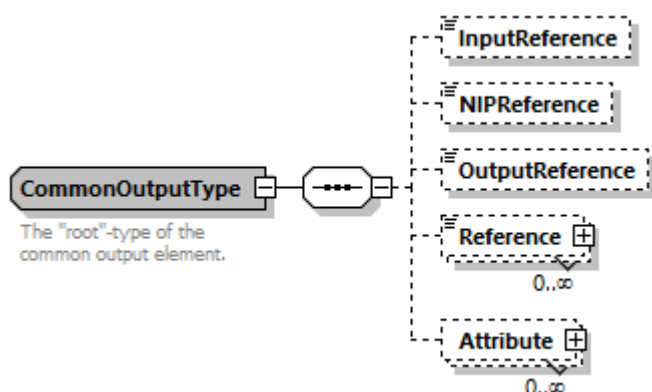 InputReference
NIPReference
CommonOutputType
The "root"-type of the
common output element.
OutputReference
Reference
0..∞
Attribute
0..∞